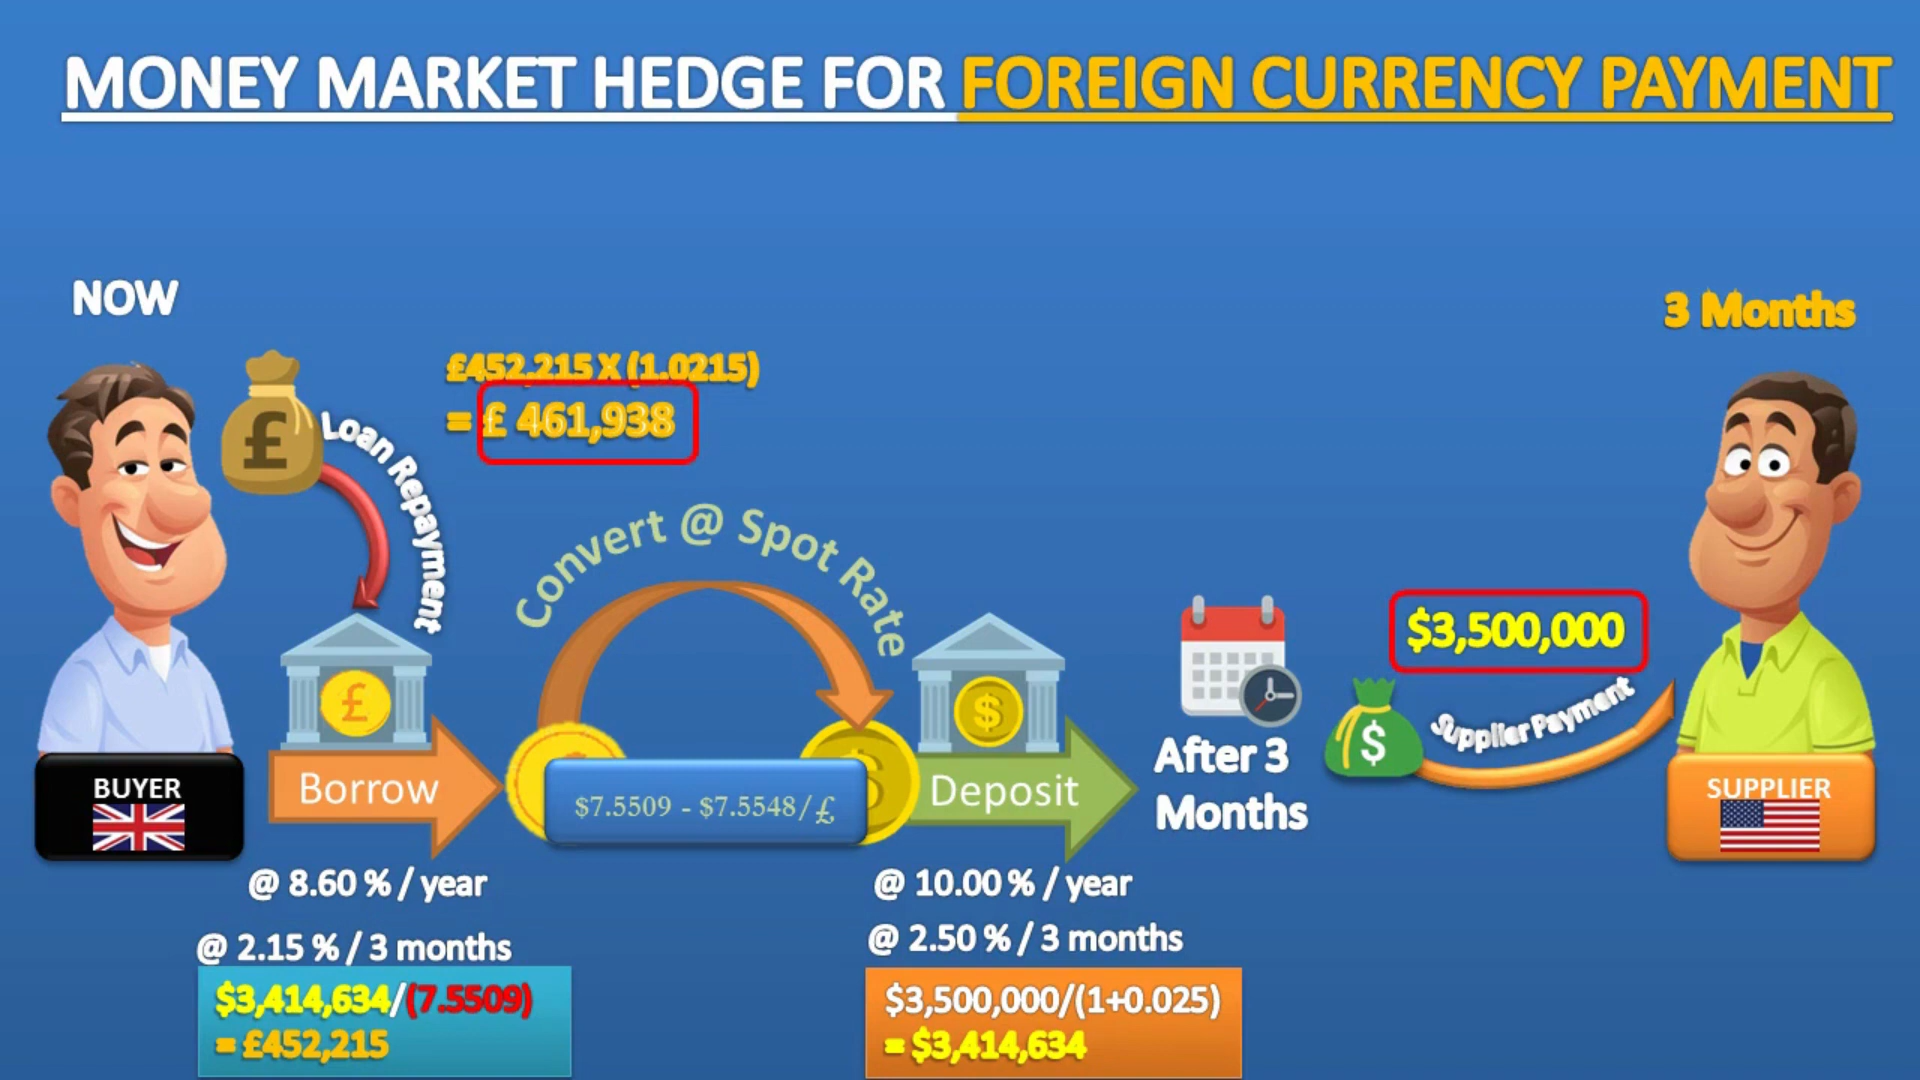 MONEY MARKET HEDGE FOR FOREIGN CURRENCY PAYMENT
NOW
3 Months
£452,215 X (1.0215)
= £ 461,938
£
Loan Repayment
Convert @ Spot Rate
$3,500,000
£
$
$
Supplier Payment
After 3
Months
BUYER
Borrow
$7.5509 - $7.5548/£
$
Deposit
SUPPLIER
@ 8.60 % / year
@ 10.00 % / year
@ 2.15 % / 3 months
@ 2.50 % / 3 months
$3,414,634/(7.5509)
= £452,215
$3,500,000/(1+0.025)
= $3,414,634